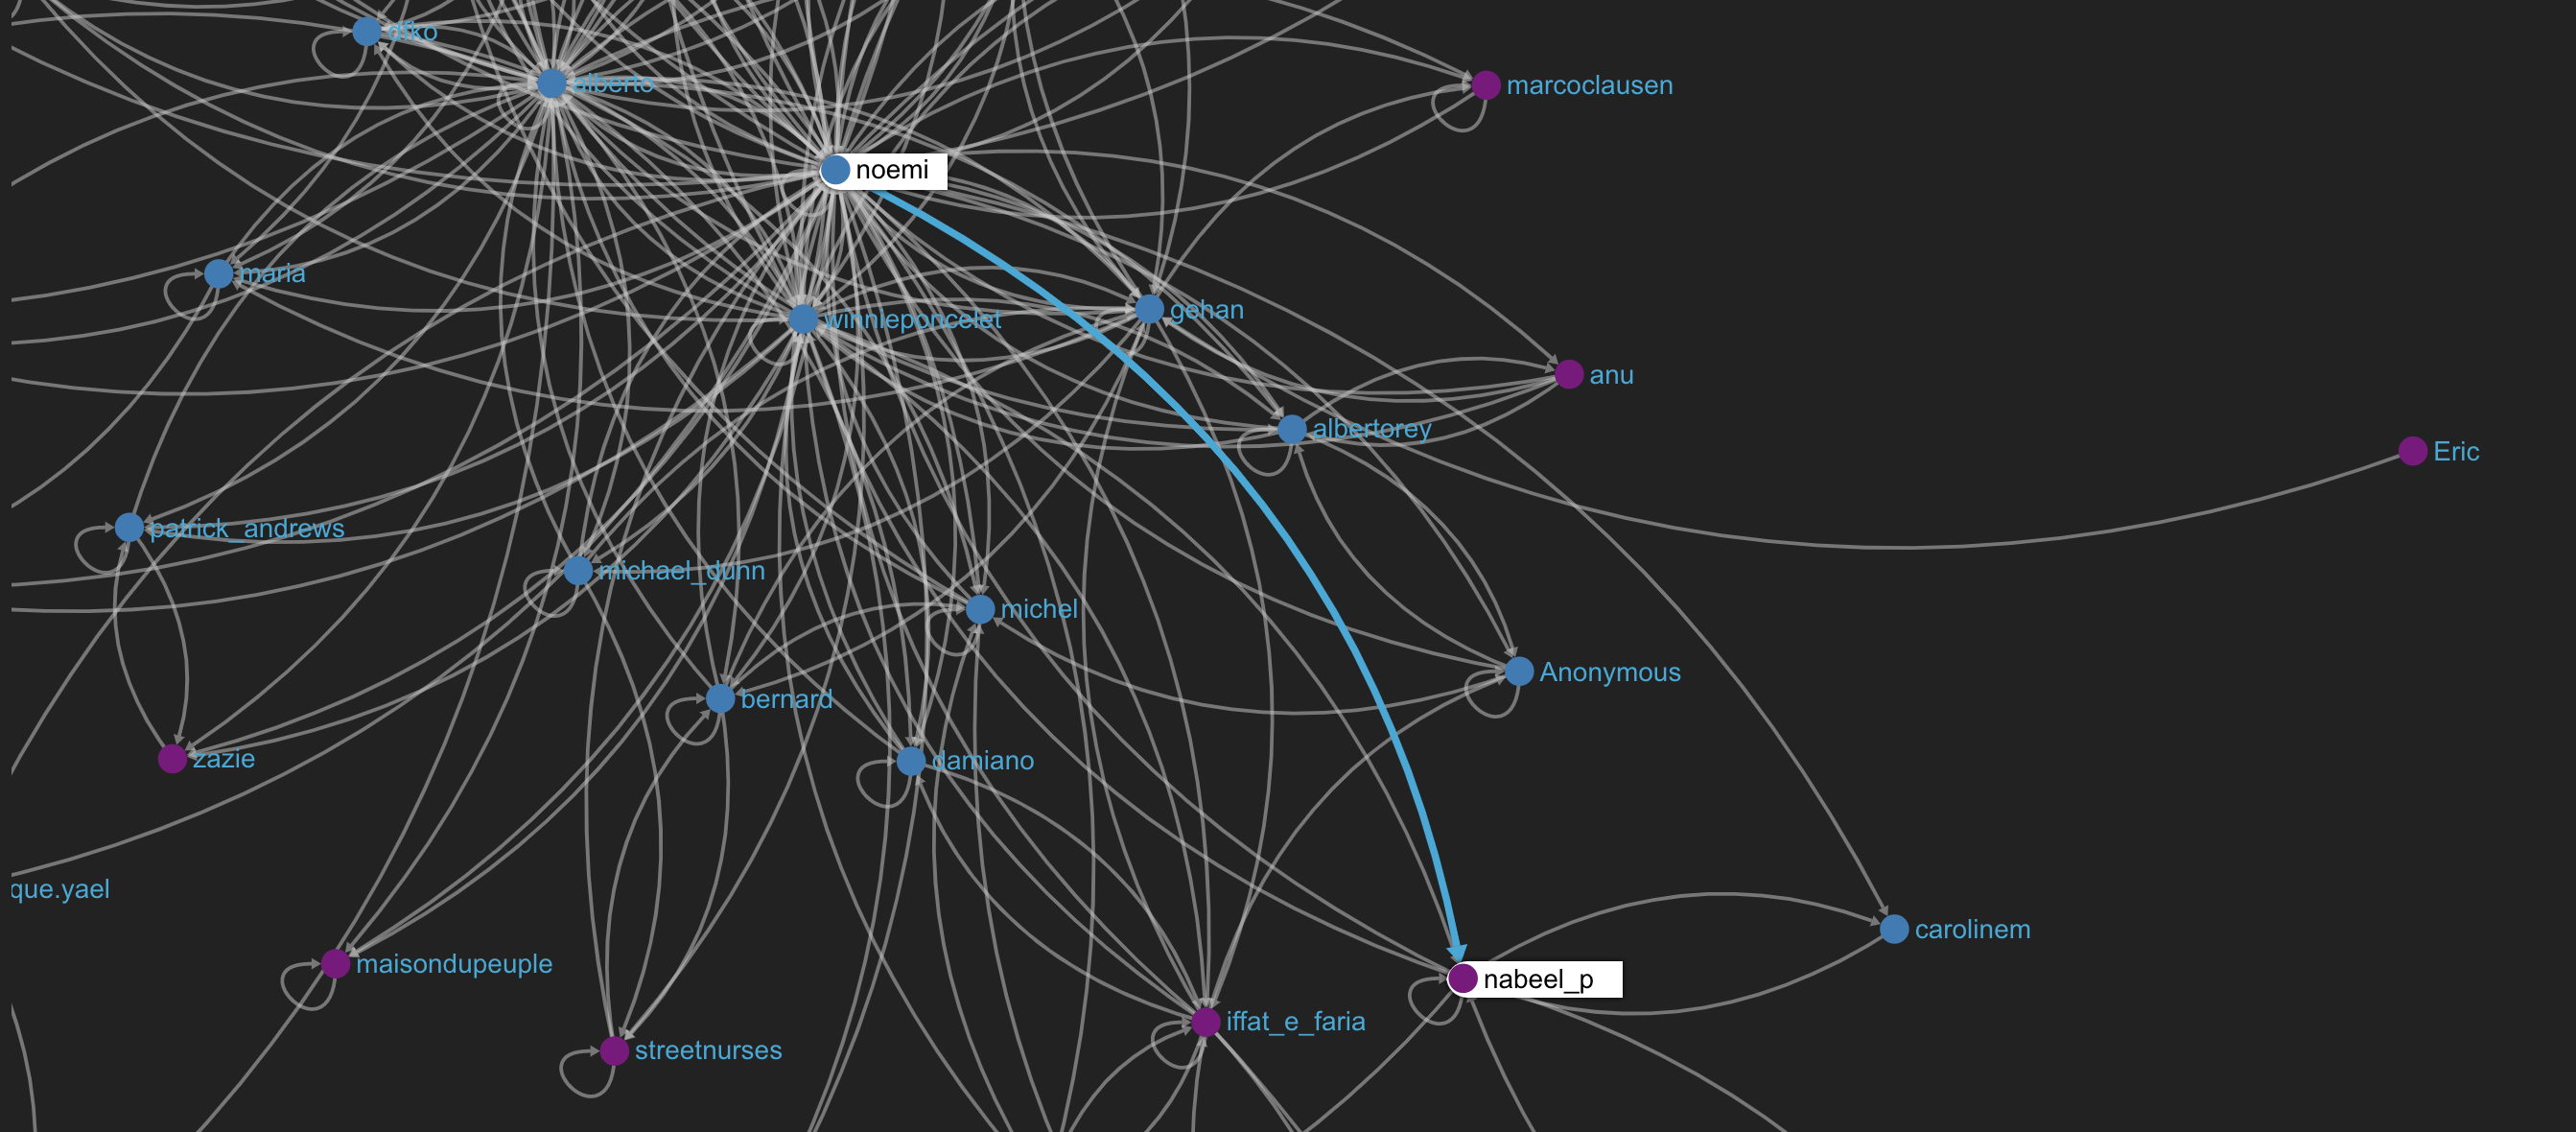 dfko
alberto
marcoclausen
noemi
maria
winnieponcelet
gehan
anu
albertorey
Eric
patrick_andrews
michael_dunn
michel
Anonymous
bernard
zazie
damiano
que.yael
carolinem
maisondupeuple
nabeel_p
iffat_e_faria
streetnurses